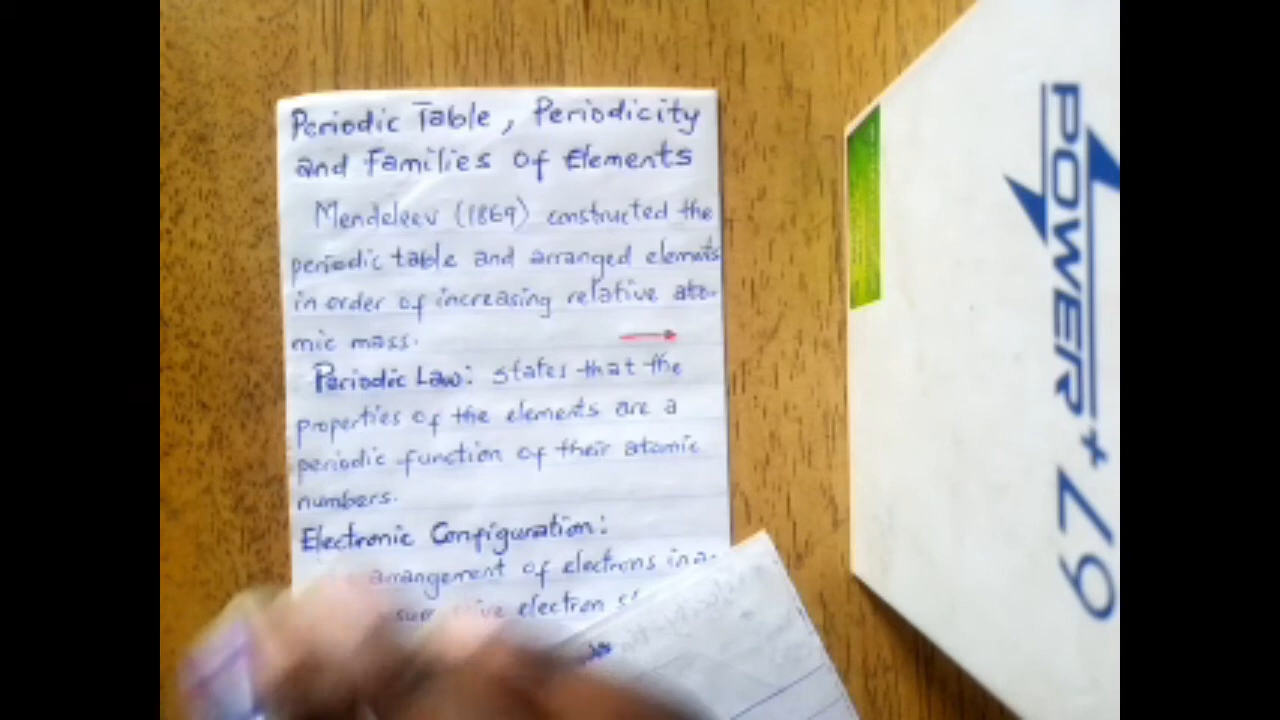 Periodic Table, Periodicity
and Families Of Elements
Mendeleev (1869) constructed the
periodic table and arranged elements
in order of increasing relative ato-
mic mass.
Periodic Law: states that the
properties of the elements are a
periodic function of their atomic
numbers.
Electronic Configuration:
arrangement of electrons in a
electron
POWER+ L9